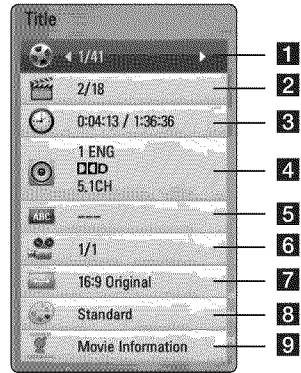 Title
1/41 1
2/18 2
0:04:13 / 1:36:36 3
1 ENG
DD D
5.1CH 4
ABC --- 5
1/1 6
16:9 Original 7
Standard 8
Movie Information 9